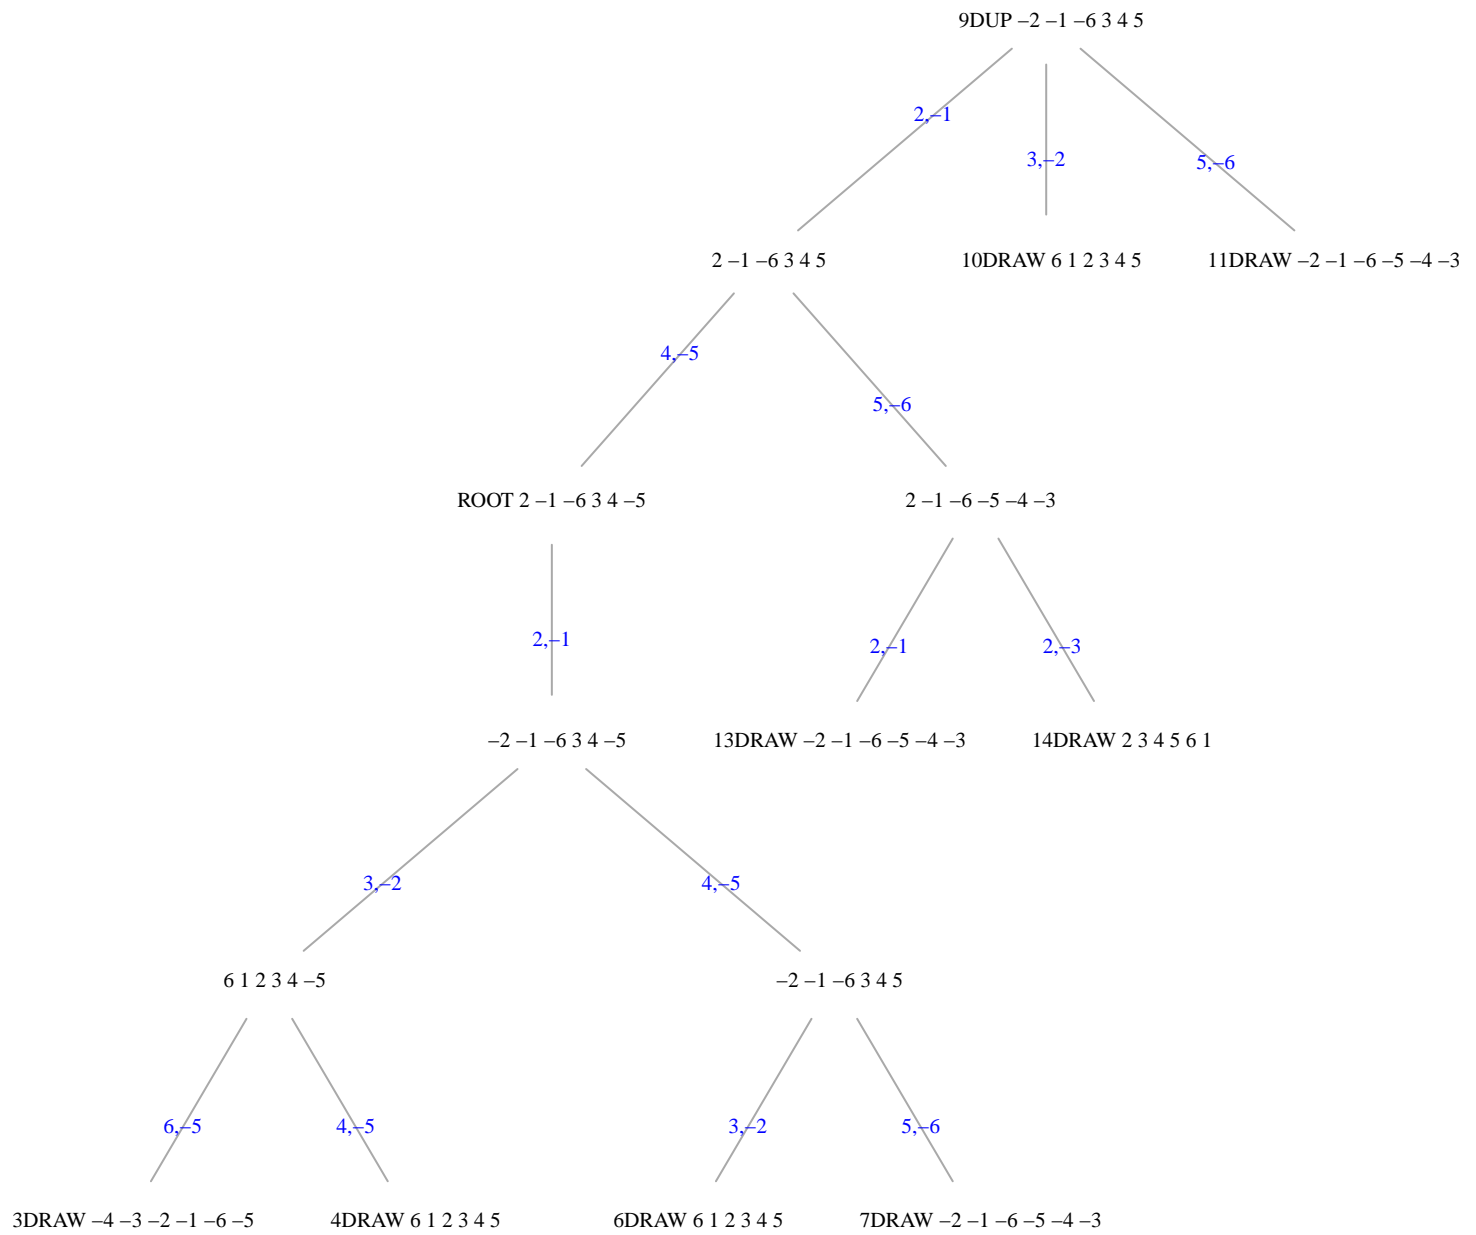 9DUP –2 –1 –6 3 4 5
2,–1
3,–2
5,–6
2 –1 –6 3 4 5
10DRAW 6 1 2 3 4 5
11DRAW –2 –1 –6 –5 –4 –3
4,–5
5,–6
ROOT 2 –1 –6 3 4 –5
2 –1 –6 –5 –4 –3
2,–1
2,–1
2,–3
–2 –1 –6 3 4 –5
13DRAW –2 –1 –6 –5 –4 –3
14DRAW 2 3 4 5 6 1
3,–2
4,–5
6 1 2 3 4 –5
–2 –1 –6 3 4 5
6,–5
4,–5
3,–2
5,–6
3DRAW –4 –3 –2 –1 –6 –5
4DRAW 6 1 2 3 4 5
6DRAW 6 1 2 3 4 5
7DRAW –2 –1 –6 –5 –4 –3